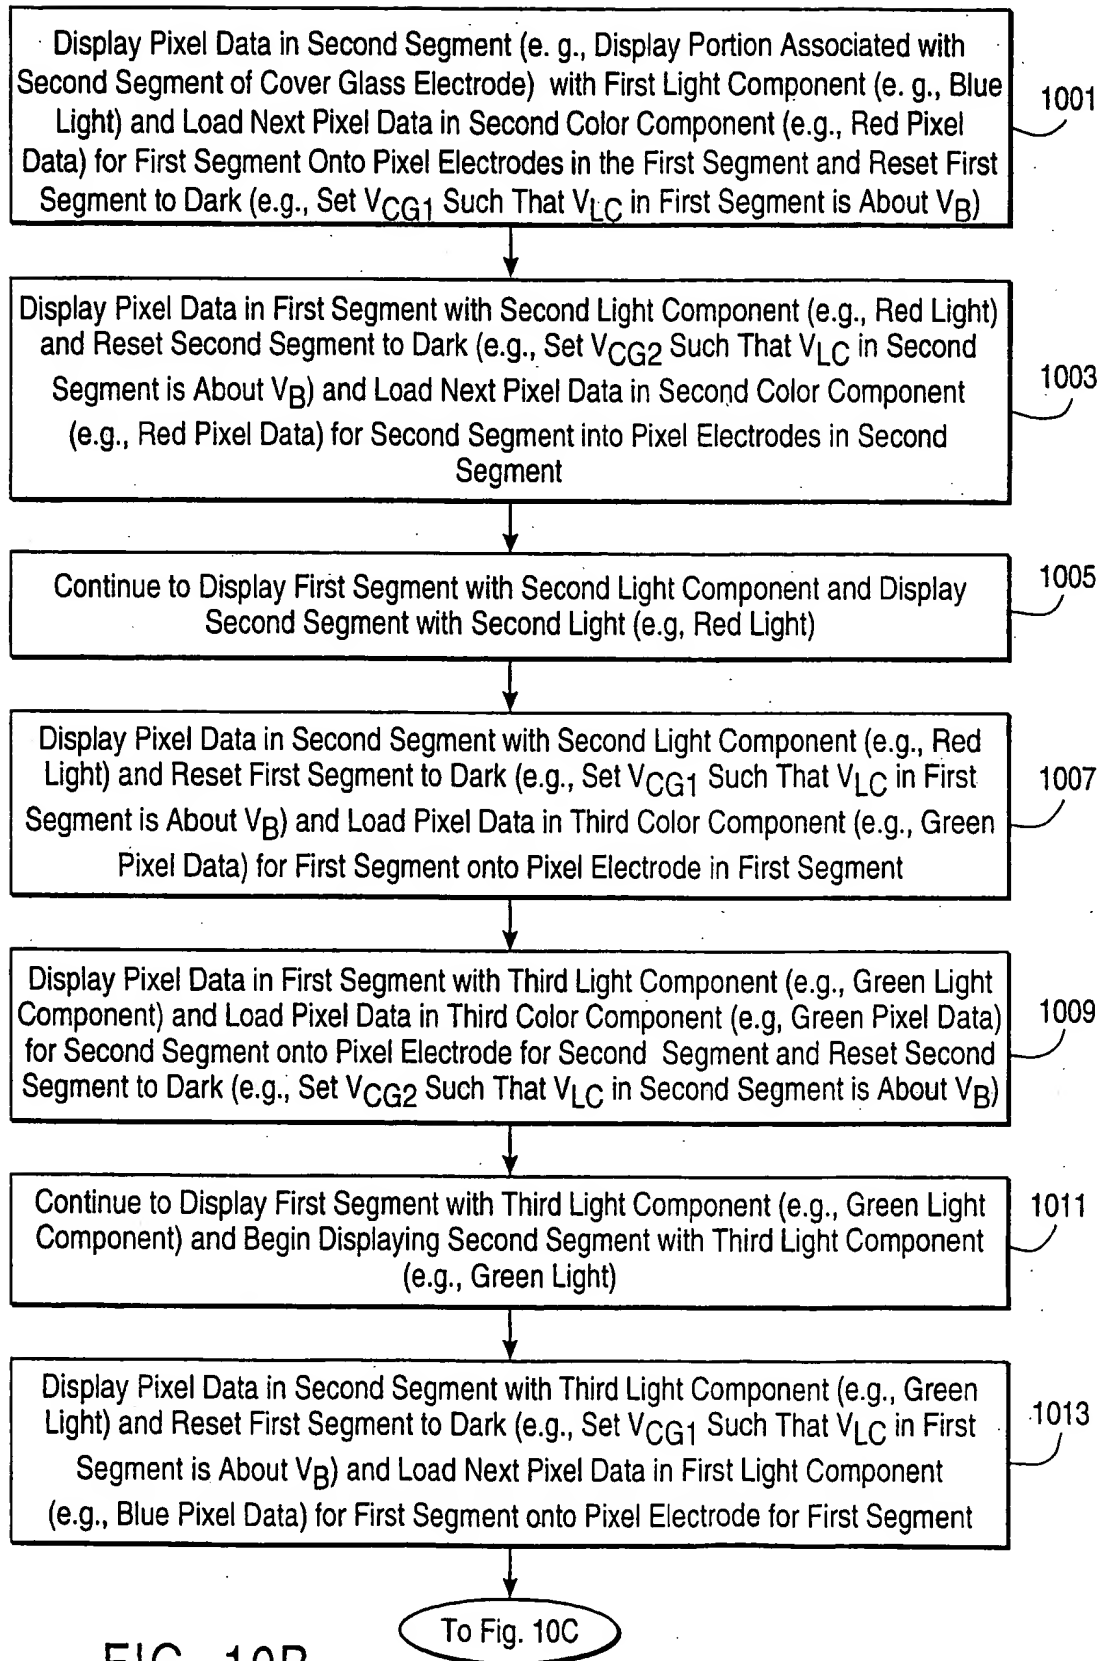 Display Pixel Data in Second Segment (e. g., Display Portion Associated with
Second Segment of Cover Glass Electrode) with First Light Component (e. g., Blue
Light) and Load Next Pixel Data in Second Color Component (e.g., Red Pixel
Data) for First Segment Onto Pixel Electrodes in the First Segment and Reset First
Segment to Dark (e.g., Set VCG1 Such That VLC in First Segment is About VB)
1001
Display Pixel Data in First Segment with Second Light Component (e.g., Red Light)
and Reset Second Segment to Dark (e.g., Set VCG2 Such That VLC in Second
Segment is About VB) and Load Next Pixel Data in Second Color Component
(e.g., Red Pixel Data) for Second Segment into Pixel Electrodes in Second
Segment
1003
Continue to Display First Segment with Second Light Component and Display
Second Segment with Second Light (e.g, Red Light)
1005
Display Pixel Data in Second Segment with Second Light Component (e.g., Red
Light) and Reset First Segment to Dark (e.g., Set VCG1 Such That VLC in First
Segment is About VB) and Load Pixel Data in Third Color Component (e.g., Green
Pixel Data) for First Segment onto Pixel Electrode in First Segment
1007
Display Pixel Data in First Segment with Third Light Component (e.g., Green Light
Component) and Load Pixel Data in Third Color Component (e.g, Green Pixel Data)
for Second Segment onto Pixel Electrode for Second Segment and Reset Second
Segment to Dark (e.g., Set VCG2 Such That VLC in Second Segment is About VB)
1009
Continue to Display First Segment with Third Light Component (e.g., Green Light
Component) and Begin Displaying Second Segment with Third Light Component
(e.g., Green Light)
1011
Display Pixel Data in Second Segment with Third Light Component (e.g., Green
Light) and Reset First Segment to Dark (e.g., Set VCG1 Such That VLC in First
Segment is About VB) and Load Next Pixel Data in First Light Component
(e.g., Blue Pixel Data) for First Segment onto Pixel Electrode for First Segment
1013
To Fig. 10C
FIG. 10B